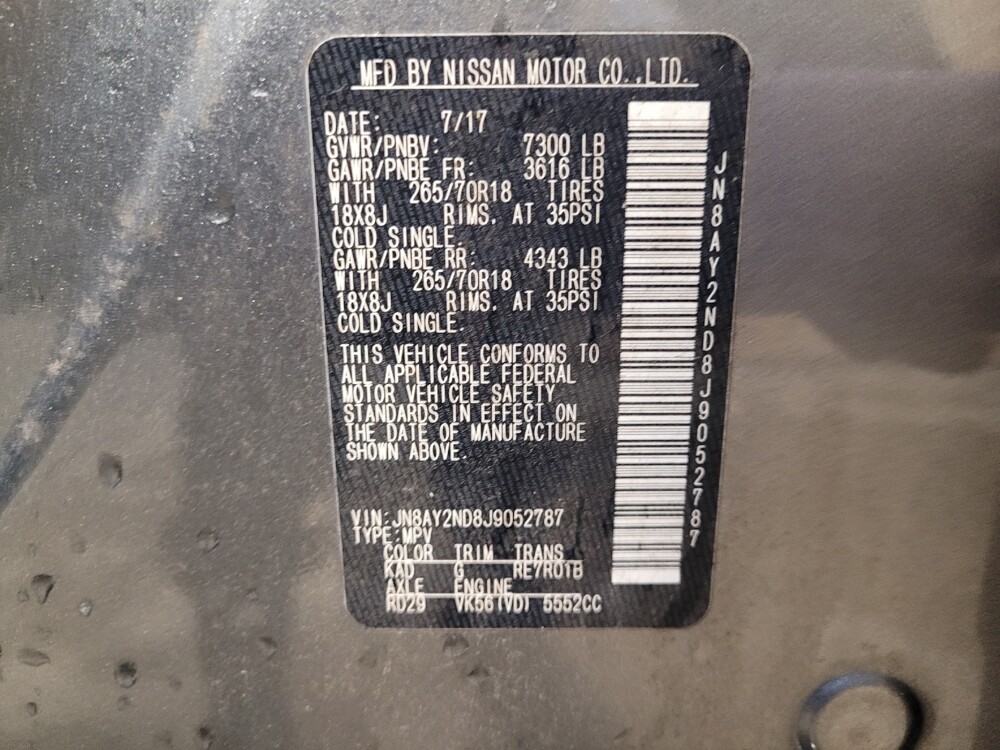 MFD BY NISSAN MOTOR CO.,LTD.
DATE: 7/17
GVWR/PNBV: 7300 LB
GAWR/PNBE FR: 3616 LB
WITH 265/70R18 TIRES
18X8J RIMS. AT 35PSI
COLD SINGLE.
GAWR/PNBE RR: 4343 LB
WITH 265/70R18 TIRES
18X8J RIMS. AT 35PSI
COLD SINGLE.
THIS VEHICLE CONFORMS TO
ALL APPLICABLE FEDERAL
MOTOR VEHICLE SAFETY
STANDARDS IN EFFECT ON
THE DATE OF MANUFACTURE
SHOWN ABOVE.
VIN:JN8AY2ND8J9052787
TYPE:MPV
COLOR TRIM TRANS
KAD G RE7R01B
AXLE ENGINE
RD29 VK56(VD) 5552CC
JN8AY2ND8J9052787